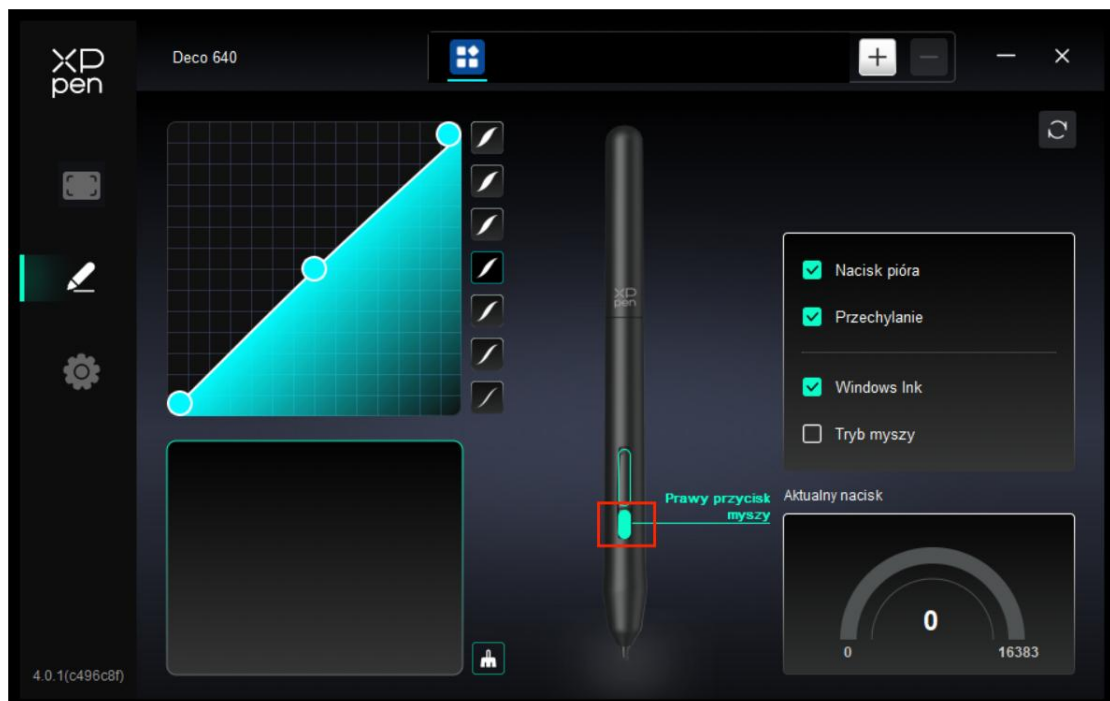 XP
pen
Deco 640
Nacisk pióra
XP
pen
Przechylanie
Windows Ink
Tryb myszy
Prawy przycisk
myszy
Aktualny nacisk
0
0
16383
4.0.1(c496c8f)